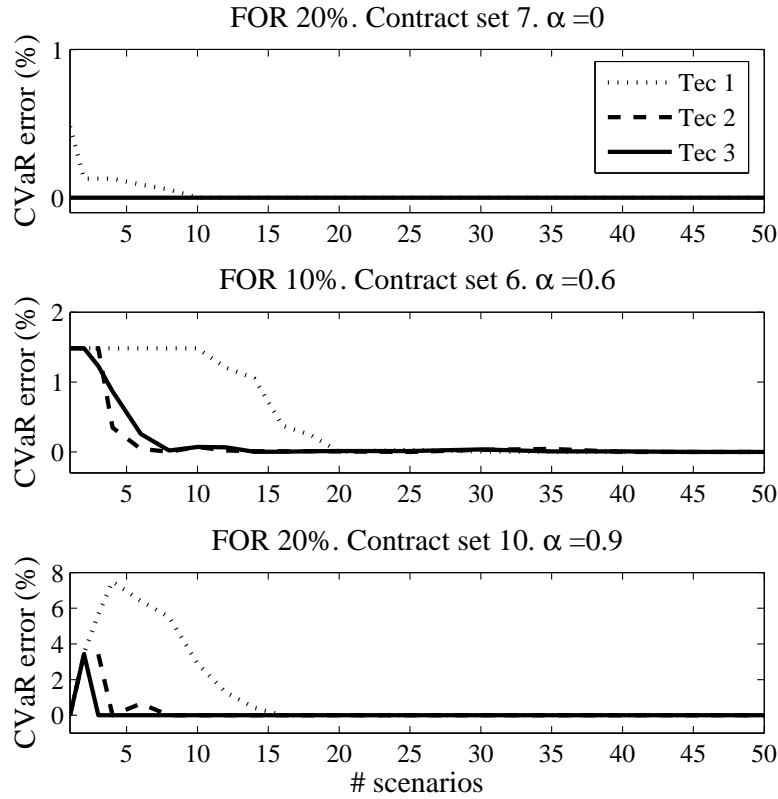 FOR 20%. Contract set 7. α =0
CVaR error (%)
1
0.5
0
Tec 1
Tec 2
Tec 3
5 10 15 20 25 30 35 40 45 50
FOR 10%. Contract set 6. α =0.6
CVaR error (%)
2
1
0
5 10 15 20 25 30 35 40 45 50
FOR 20%. Contract set 10. α =0.9
CVaR error (%)
8
6
4
2
0
5 10 15 20 25 30 35 40 45 50
# scenarios